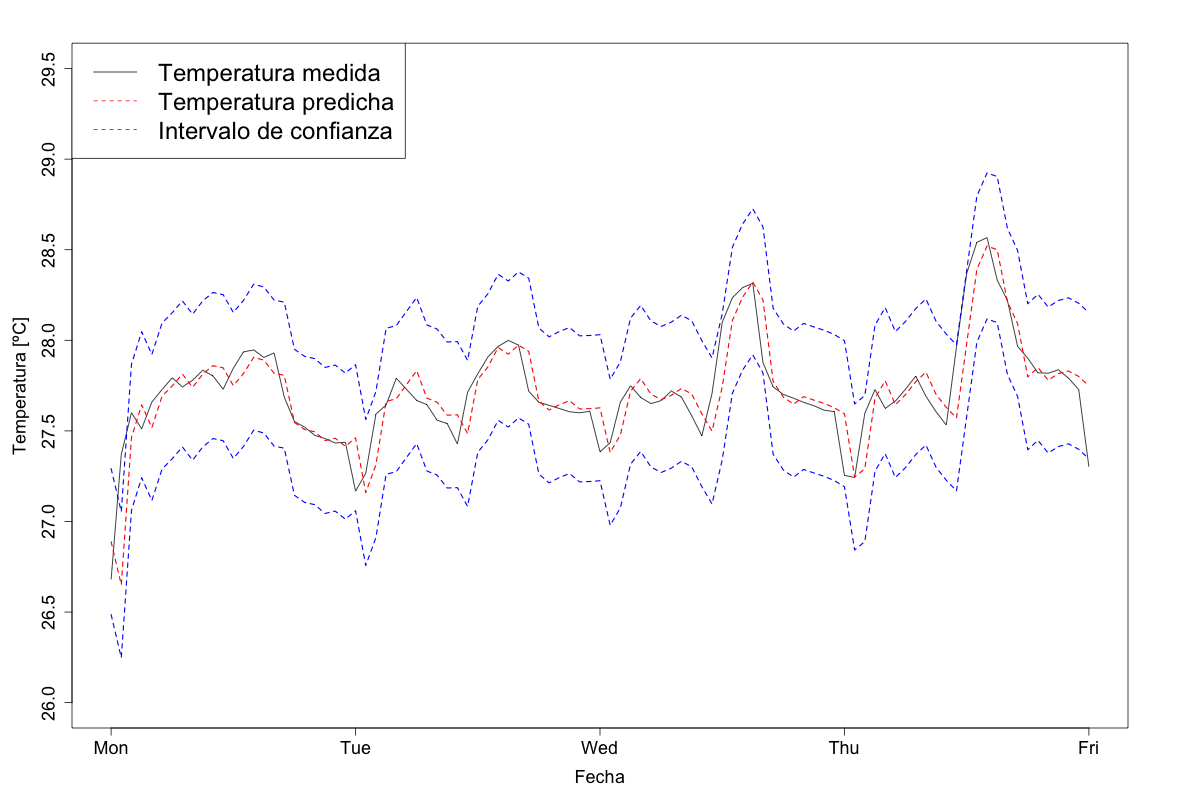 Temperatura medida
Temperatura predicha
Intervalo de confianza
29.5
29.0
28.5
28.0
27.5
27.0
26.5
26.0
Temperatura [ºC]
Mon Tue Wed Thu Fri
Fecha